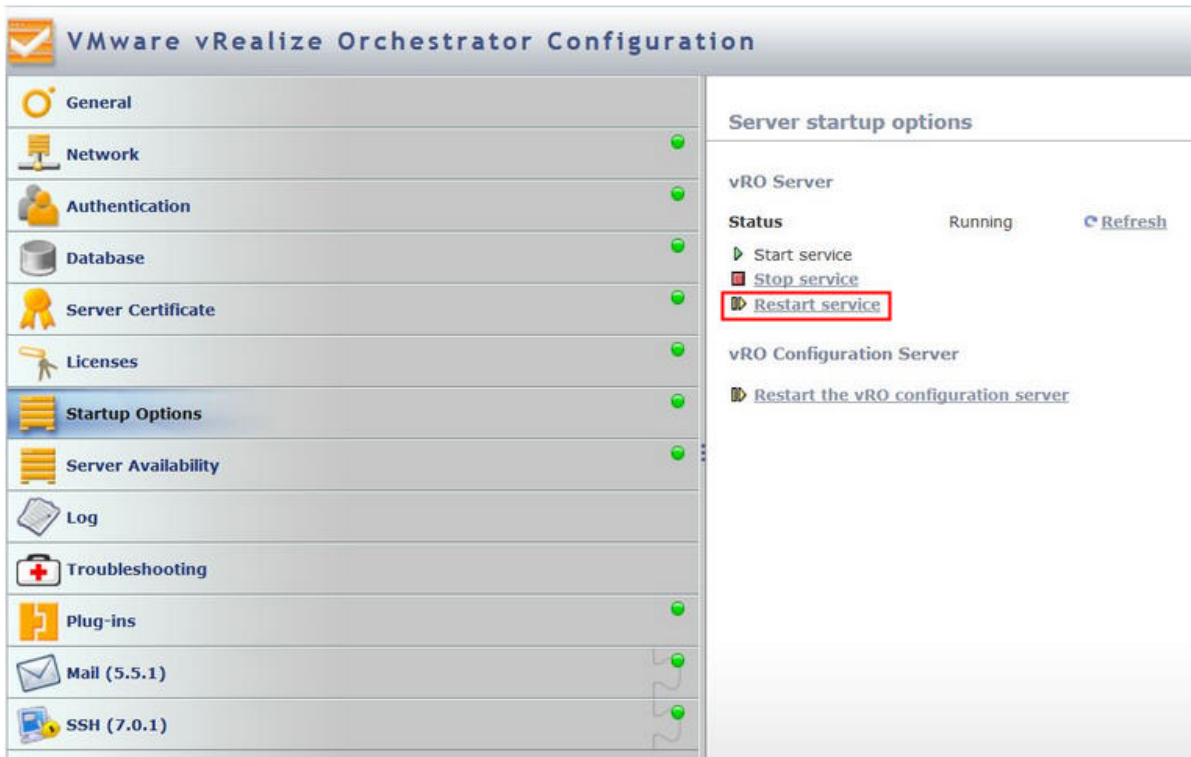 VMware vRealize Orchestrator Configuration
General
Network
Authentication
Database
Server Certificate
Licenses
Startup Options
Server Availability
Log
Troubleshooting
Plug-ins
Mail (5.5.1)
SSH (7.0.1)
Server startup options
vRO Server
Status Running Refresh
Start service
Stop service
Restart service
vRO Configuration Server
Restart the vRO configuration server